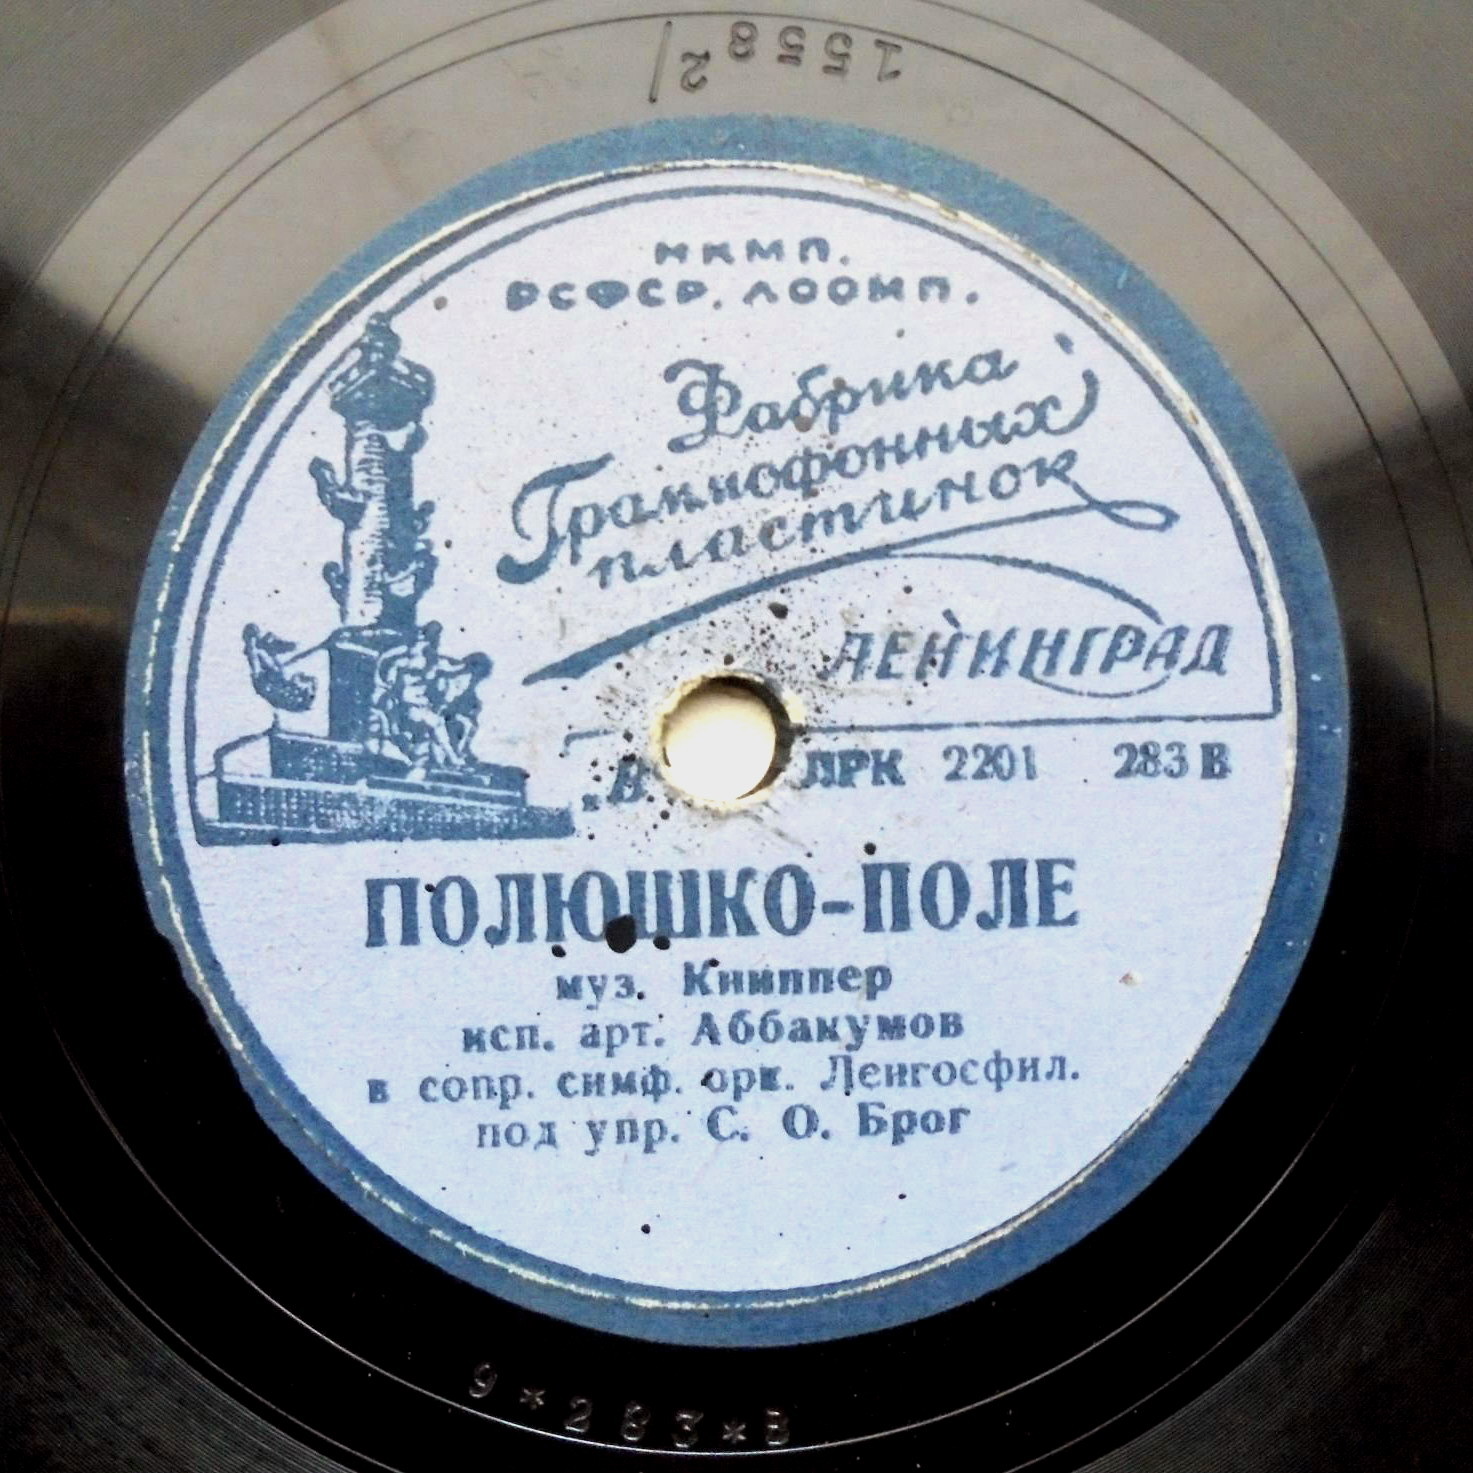 1558 2/
НКМП.
РСФСР. ЛООМП.
Фабрика
Граммофонных
пластинок
ЛЕНИНГРАД
„В ЛРК 2201 283 В
ПОЛЮШКО-ПОЛЕ
муз. Книппер
исп. арт. Аббакумов
в сопр. симф. орк. Ленгосфил.
под упр. С. О. Брог
9*283*В